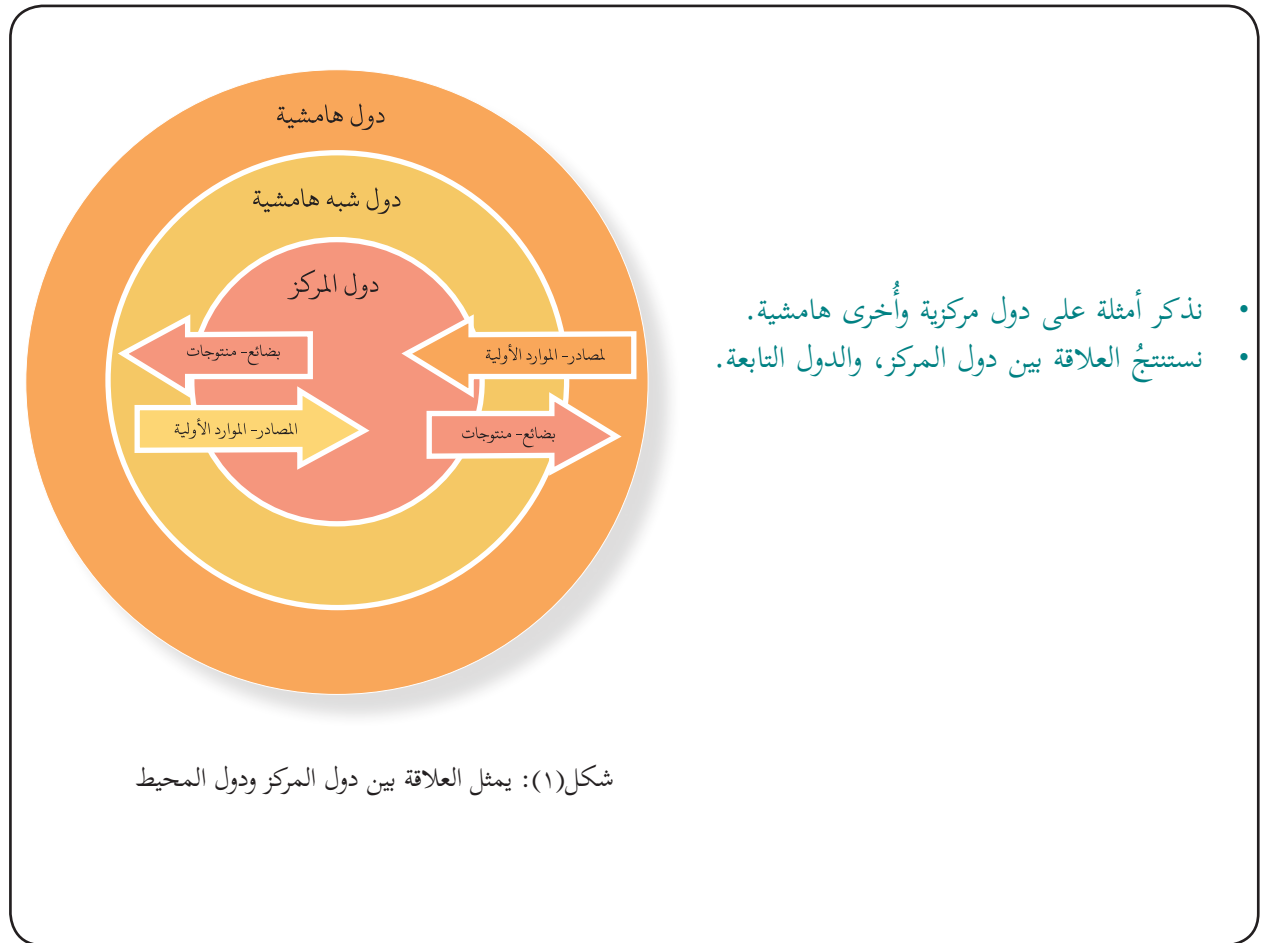 • نذكر أمثلة على دول مركزية وأُخرى هامشية.
• نستنتجُ العلاقة بين دول المركز، والدول التابعة.
دول هامشية
دول شبه هامشية
دول المركز
لمصادر- الموارد الأولية
بضائع- منتوجات
بضائع- منتوجات
المصادر- الموارد الأولية
شكل(١): يمثل العلاقة بين دول المركز ودول المحيط